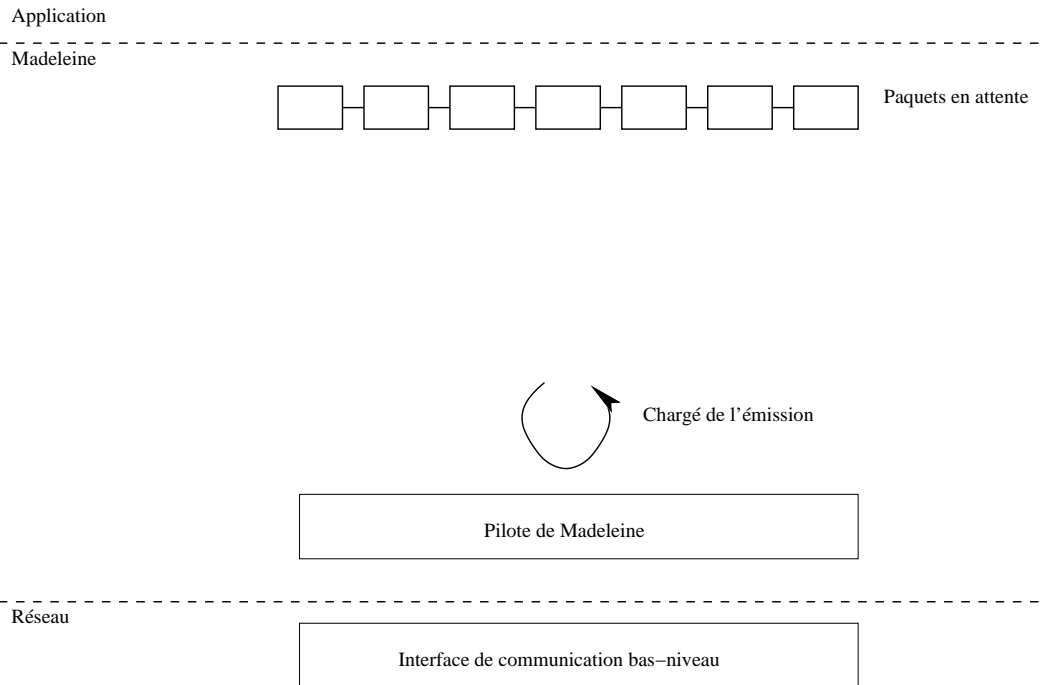 Application
Madeleine
Paquets en attente
Chargé de l'émission
Pilote de Madeleine
Réseau
Interface de communication bas−niveau